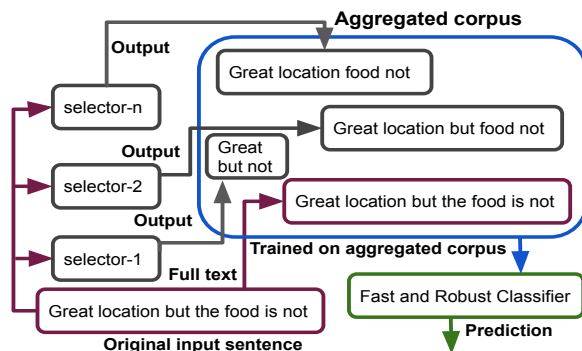 Aggregated corpus
Output
Great location food not
selector-n
Great location but food not
Output
Great
but not
selector-2
Great location but the food is not
Output
selector-1
Trained on aggregated corpus
Full text
Fast and Robust Classifier
Great location but the food is not
Prediction
Original input sentence